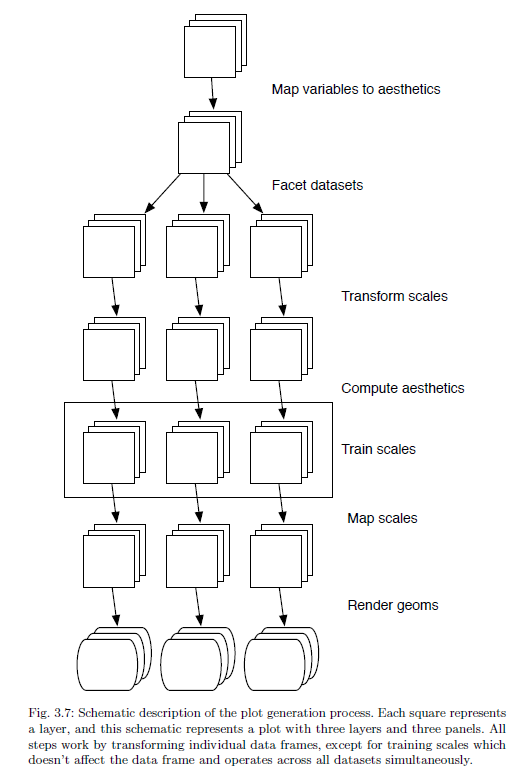 Map variables to aesthetics
Facet datasets
Transform scales
Compute aesthetics
Train scales
Map scales
Render geoms
Fig. 3.7: Schematic description of the plot generation process. Each square represents
a layer, and this schematic represents a plot with three layers and three panels. All
steps work by transforming individual data frames, except for training scales which
doesn't affect the data frame and operates across all datasets simultaneously.